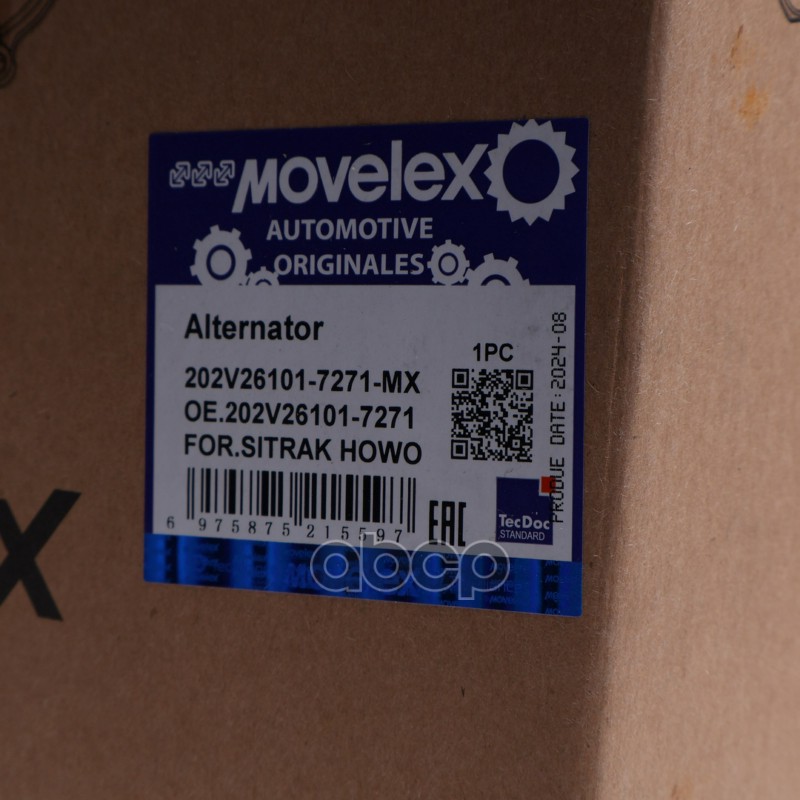 MOVELEX
AUTOMOTIVE
ORIGINALES
Alternator
202V26101-7271-MX
OE.202V26101-7271
FOR.SITRAK HOWO
1PC
PRODUE DATE:2024-08
6 975875 215597
EAC
TecDoc
STANDARD
abcp
X